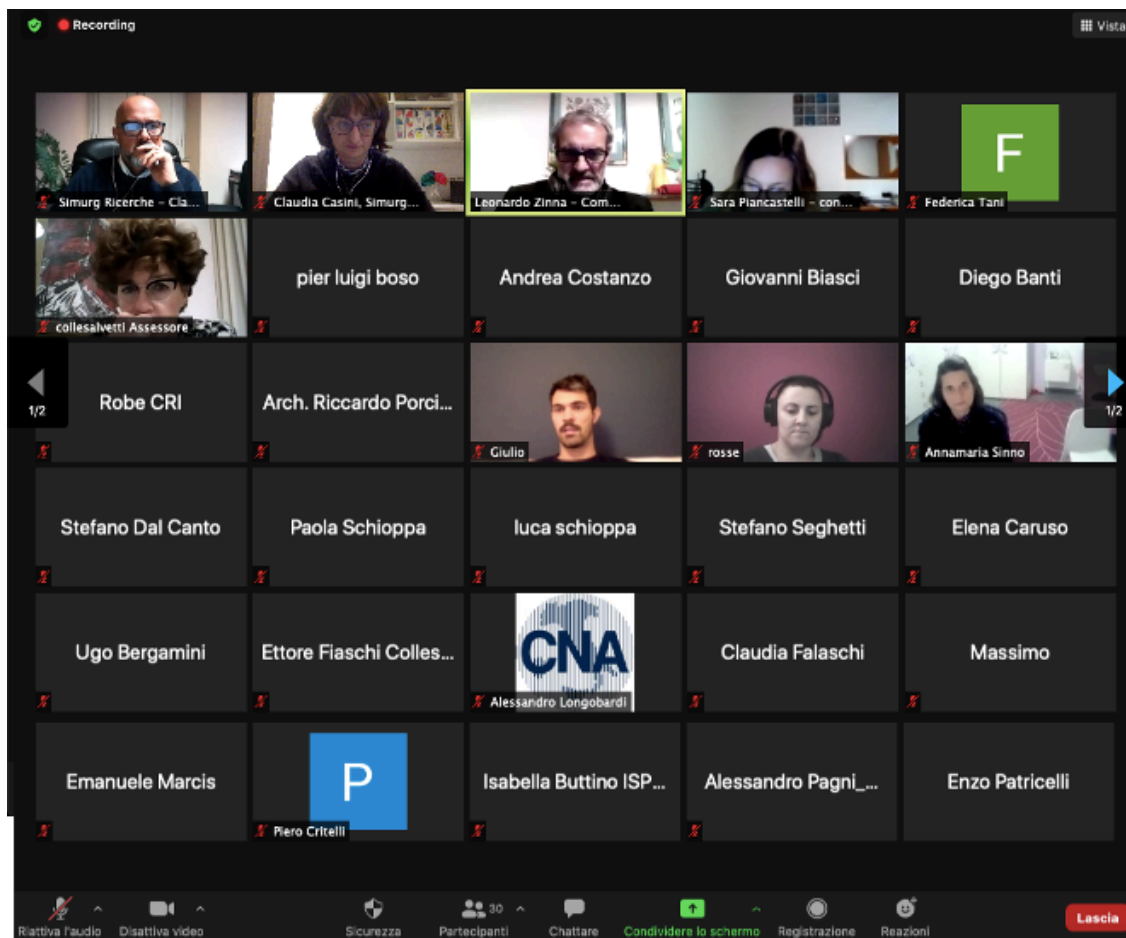 Recording
Vista
Simurg Ricerche – Cla...
Claudia Casini, Simurg...
Leonardo Zinna – Com...
Sara Piancastelli – con...
F
Federica Tani
collesalvetti Assessore
pier luigi boso
Andrea Costanzo
Giovanni Biasci
Diego Banti
1/2
Robe CRI
Arch. Riccardo Porci...
Giulio
rosse
Annamaria Sinno
1/2
Stefano Dal Canto
Paola Schioppa
luca schioppa
Stefano Seghetti
Elena Caruso
Ugo Bergamini
Ettore Fiaschi Colles...
CNA
Alessandro Longobardi
Claudia Falaschi
Massimo
Emanuele Marcis
P
Piero Critelli
Isabella Buttino ISP...
Alessandro Pagni_...
Enzo Patricelli
Riattiva l'audio
Disattiva video
Sicurezza
30
Partecipanti
Chattare
Condividere lo schermo
Registrazione
Reazioni
Lascia